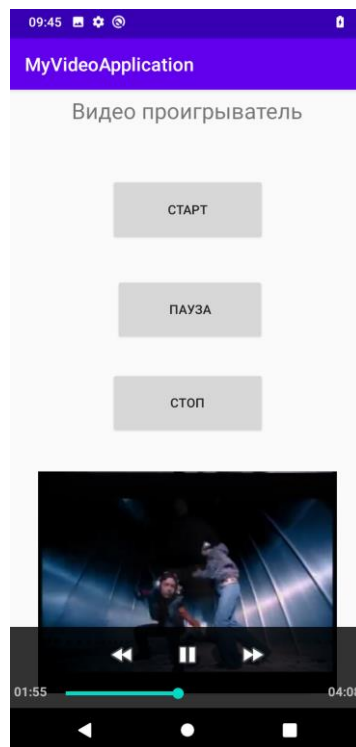 09:45
MyVideoApplication
Видео проигрыватель
СТАРТ
ПАУЗА
СТОП
01:55 04:08